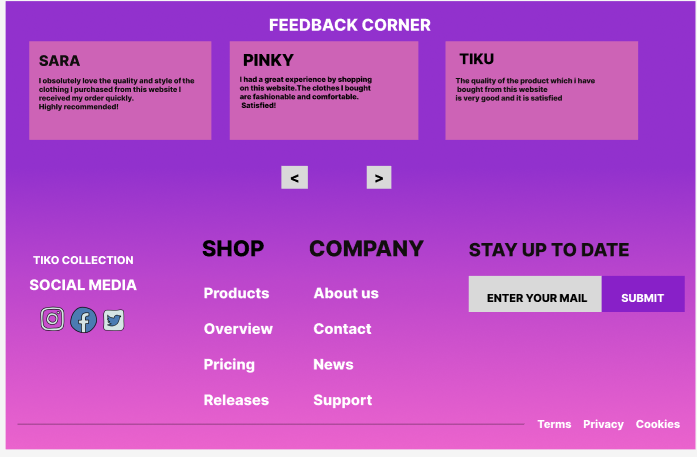 FEEDBACK CORNER
SARA
I obsolutely love the quality and style of the
clothing I purchased from this website I
received my order quickly.
Highly recommended!
PINKY
I had a great experience by shopping
on this website.The clothes I bought
are fashionable and comfortable.
Satisfied!
TIKU
The quality of the product which i have
bought from this website
is very good and it is satisfied
< >
TIKO COLLECTION
SOCIAL MEDIA
SHOP
Products
Overview
Pricing
Releases
COMPANY
About us
Contact
News
Support
STAY UP TO DATE
ENTER YOUR MAIL SUBMIT
Terms Privacy Cookies